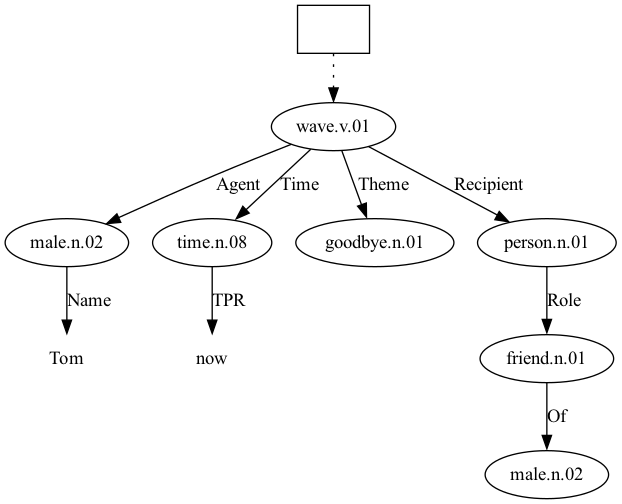 wave.v.01
Agent Time Theme Recipient
male.n.02 time.n.08 goodbye.n.01 person.n.01
Name TPR Role
Tom now friend.n.01
Of
male.n.02